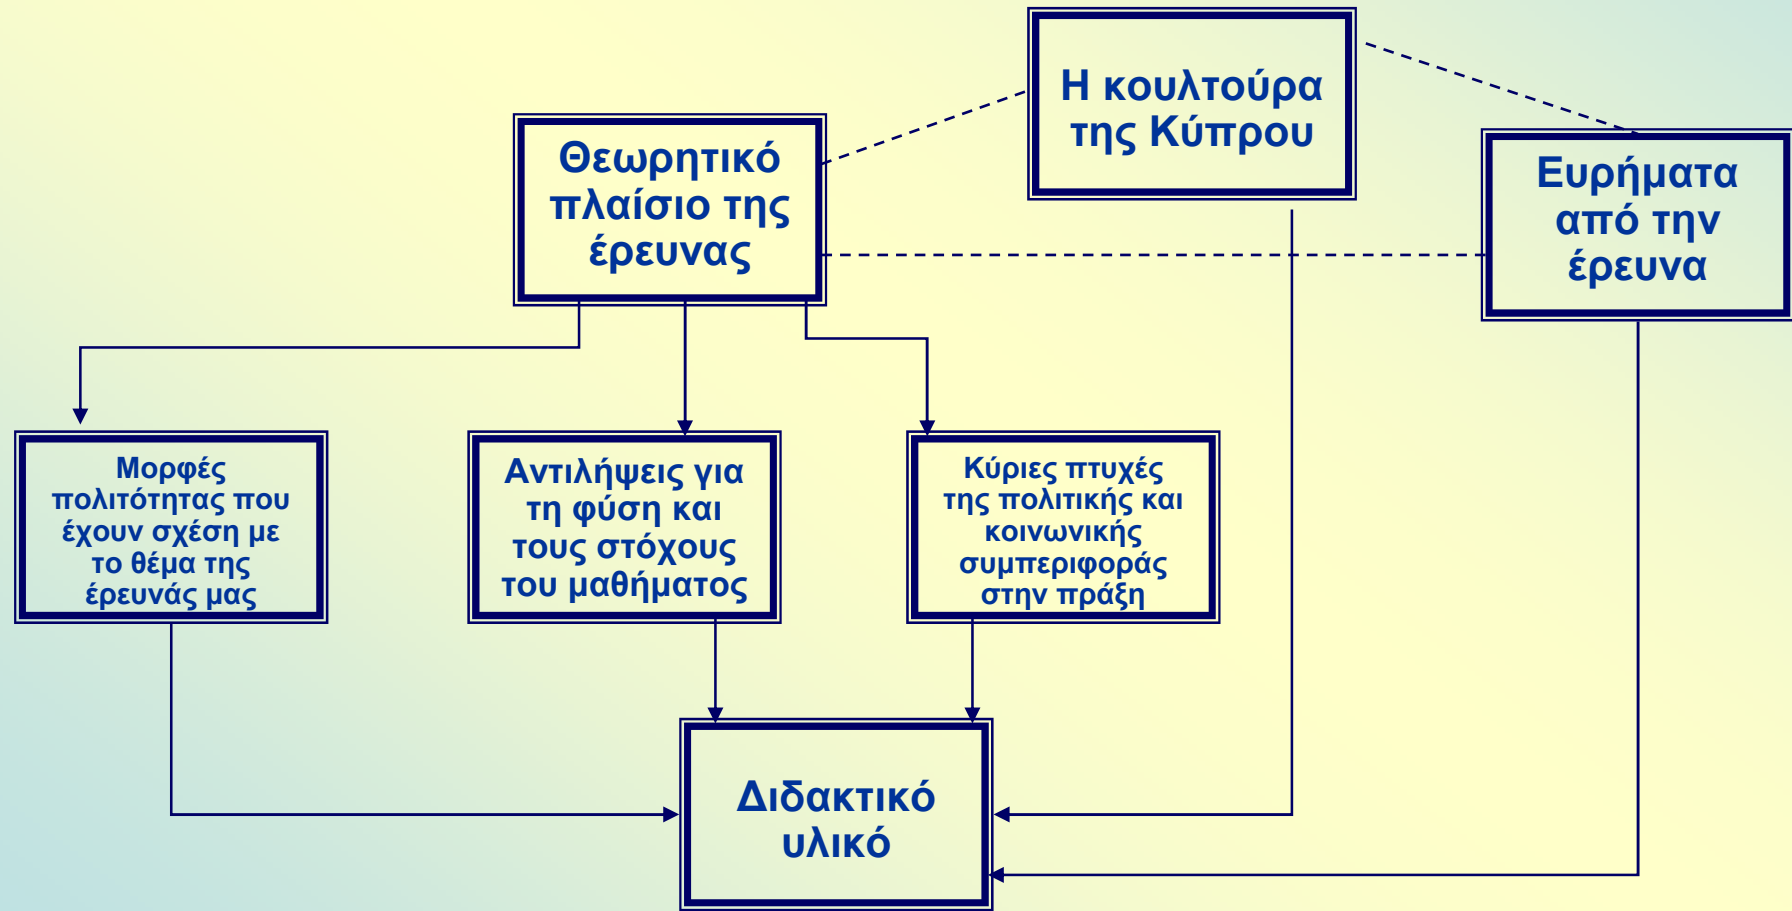 Η κουλτούρα
της Κύπρου
Θεωρητικό
πλαίσιο της
έρευνας
Ευρήματα
από την
έρευνα
Μορφές
πολιτότητας που
έχουν σχέση με
το θέμα της
έρευνάς μας
Αντιλήψεις για
τη φύση και
τους στόχους
του μαθήματος
Κύριες πτυχές
της πολιτικής και
κοινωνικής
συμπεριφοράς
στην πράξη
Διδακτικό
υλικό